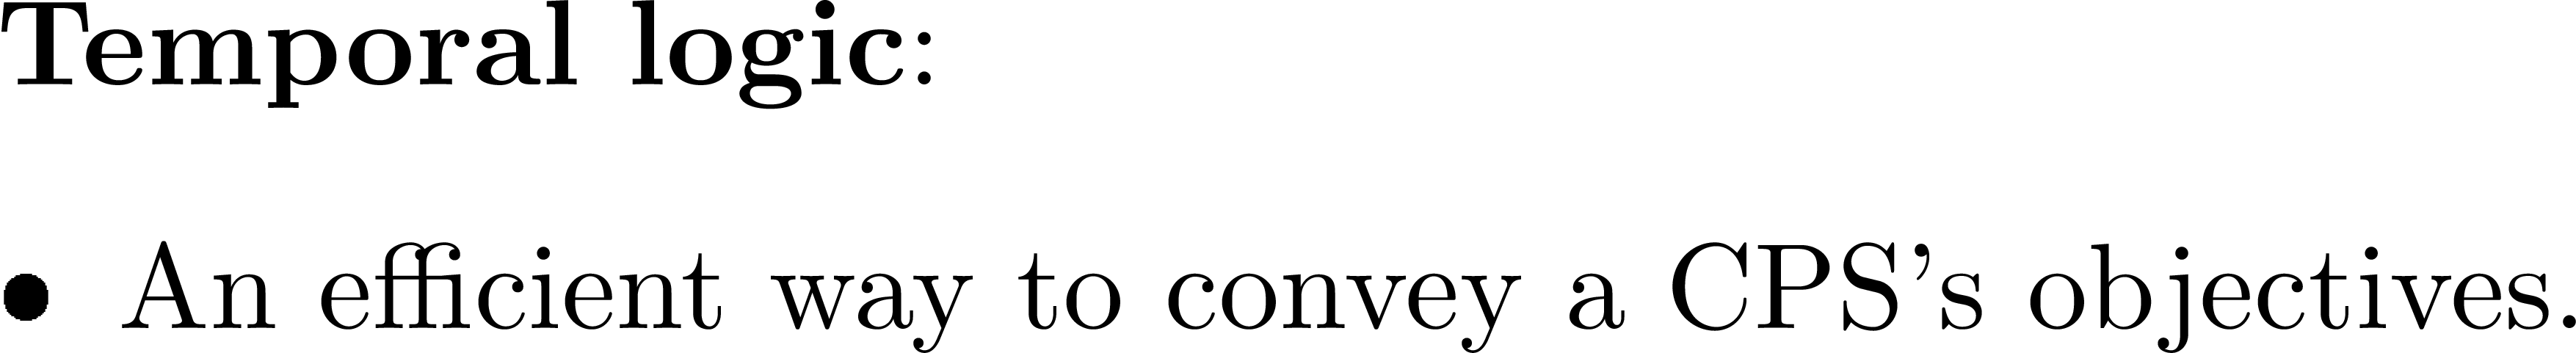 Temporal logic:
• An efficient way to convey a CPS’s objectives.